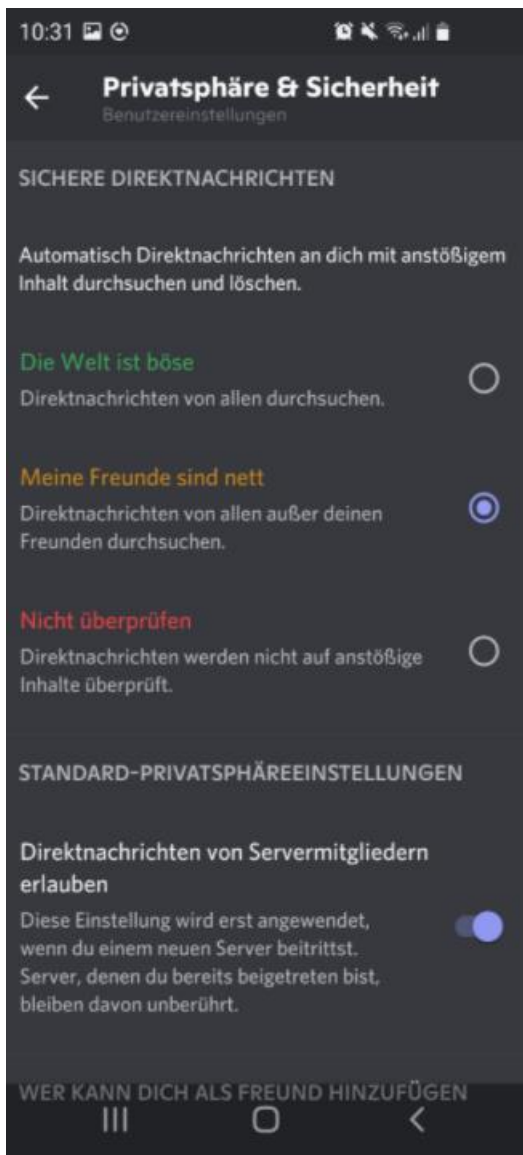 10:31
Privatsphäre & Sicherheit
Benutzereinstellungen
SICHERE DIREKTNACHRICHTEN
Automatisch Direktnachrichten an dich mit anstößigem
Inhalt durchsuchen und löschen.
Die Welt ist böse
Direktnachrichten von allen durchsuchen.
Meine Freunde sind nett
Direktnachrichten von allen außer deinen
Freunden durchsuchen.
Nicht überprüfen
Direktnachrichten werden nicht auf anstößige
Inhalte überprüft.
STANDARD-PRIVATSPHÄREEINSTELLUNGEN
Direktnachrichten von Servermitgliedern
erlauben
Diese Einstellung wird erst angewendet,
wenn du einem neuen Server beitrittst.
Server, denen du bereits beigetreten bist,
bleiben davon unberührt.
WER KANN DICH ALS FREUND HINZUFÜGEN